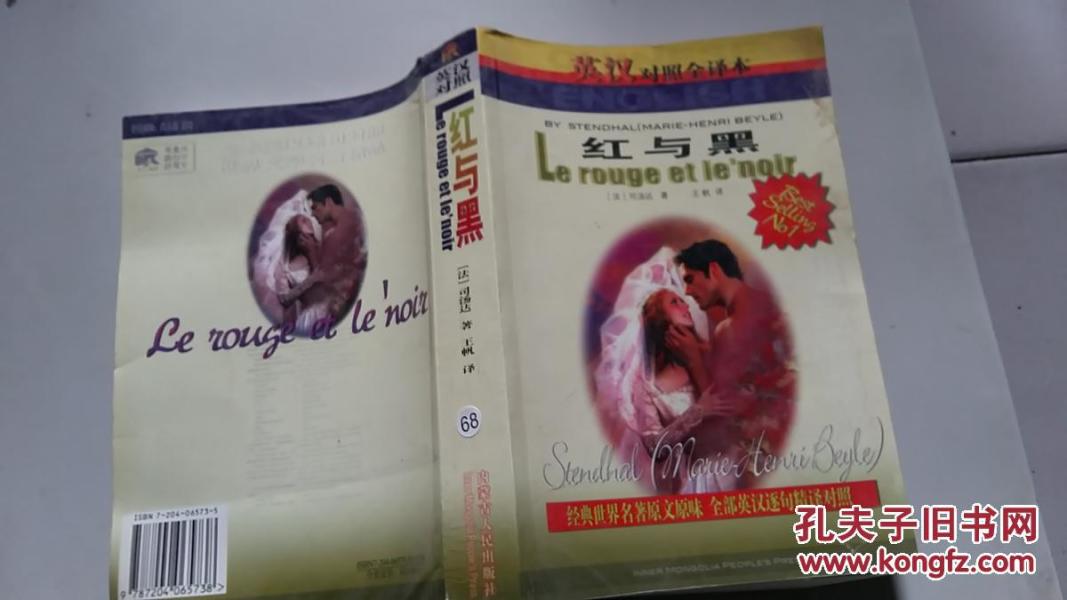 英汉对照全译本
ENGLISH
BY STENDHAL(MARIE-HENRI BEYLE)
红与黑
Le rouge et le'noir
[法]司汤达 著 王帆 译
Best
Selling
No1
Stendhal (Marie-Henri Beyle)
经典世界名著原文原味 全部英汉逐句精译对照
INNER MONGOLIA PEOPLE'S PRE
英汉
对照
红与黑
Le rouge et le'noir
[法]司汤达 著 王帆 译
68
内蒙古人民出版社
Le rouge et le'noir
ISBN 7-204-06573-5
9 787204 065738 >
孔夫子旧书网
www.kongfz.com